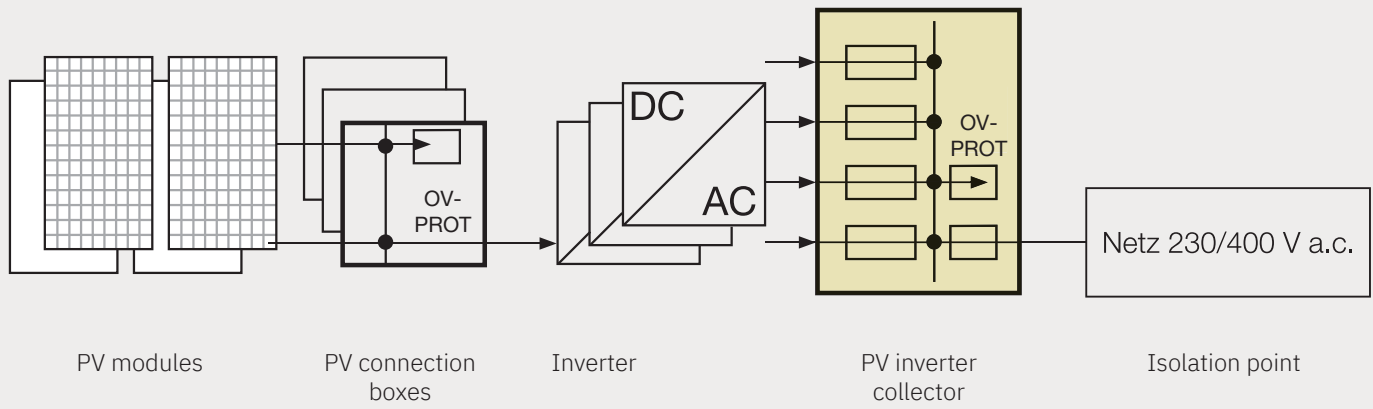 OV-
PROT
DC
AC
OV-
PROT
Netz 230/400 V a.c.
PV modules
PV connection
boxes
Inverter
PV inverter
collector
Isolation point